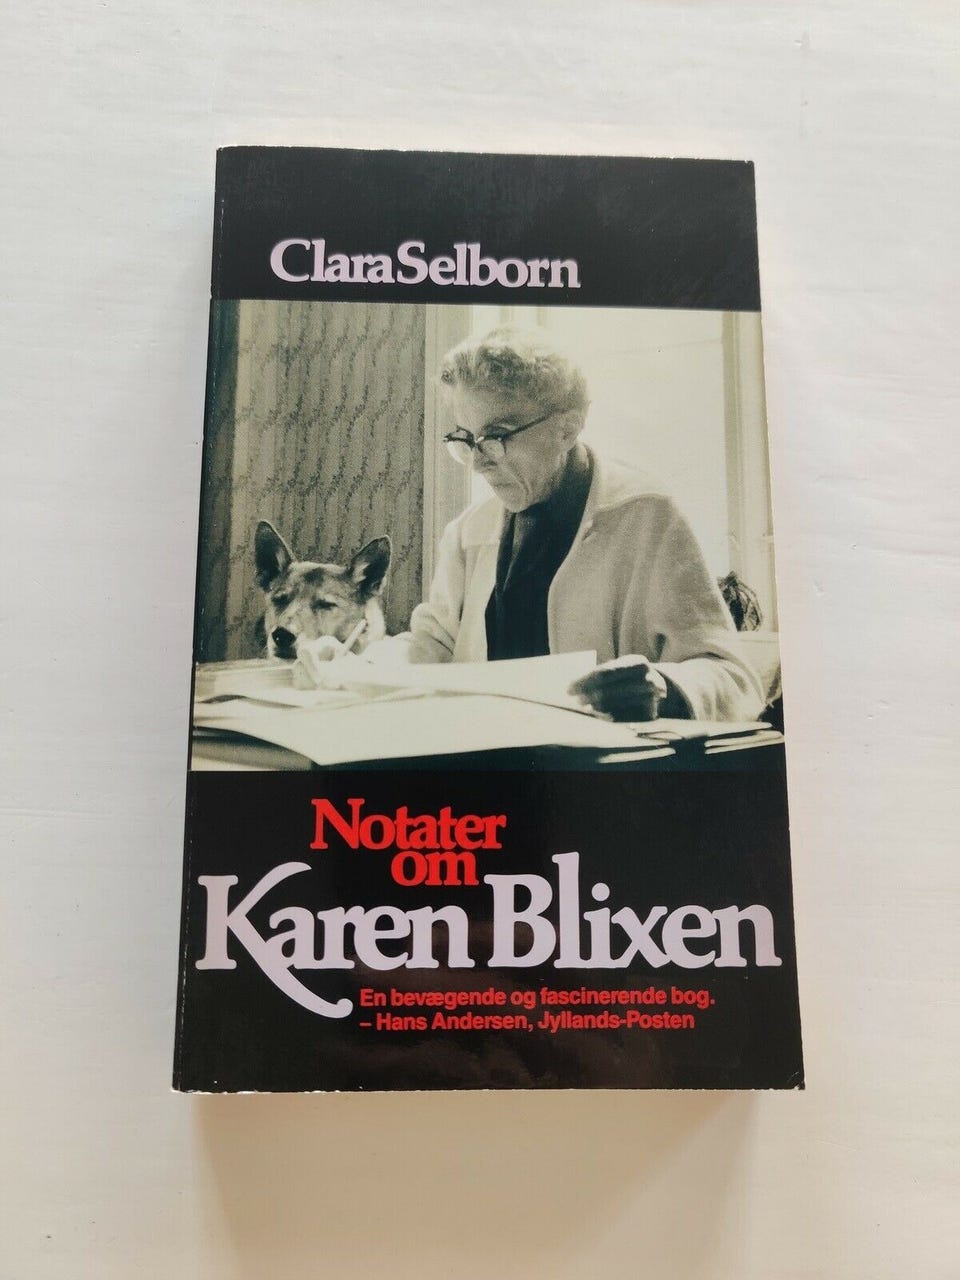 Clara Selborn
Notater
om
Karen Blixen
En bevægende og fascinerende bog.
– Hans Andersen, Jyllands-Posten